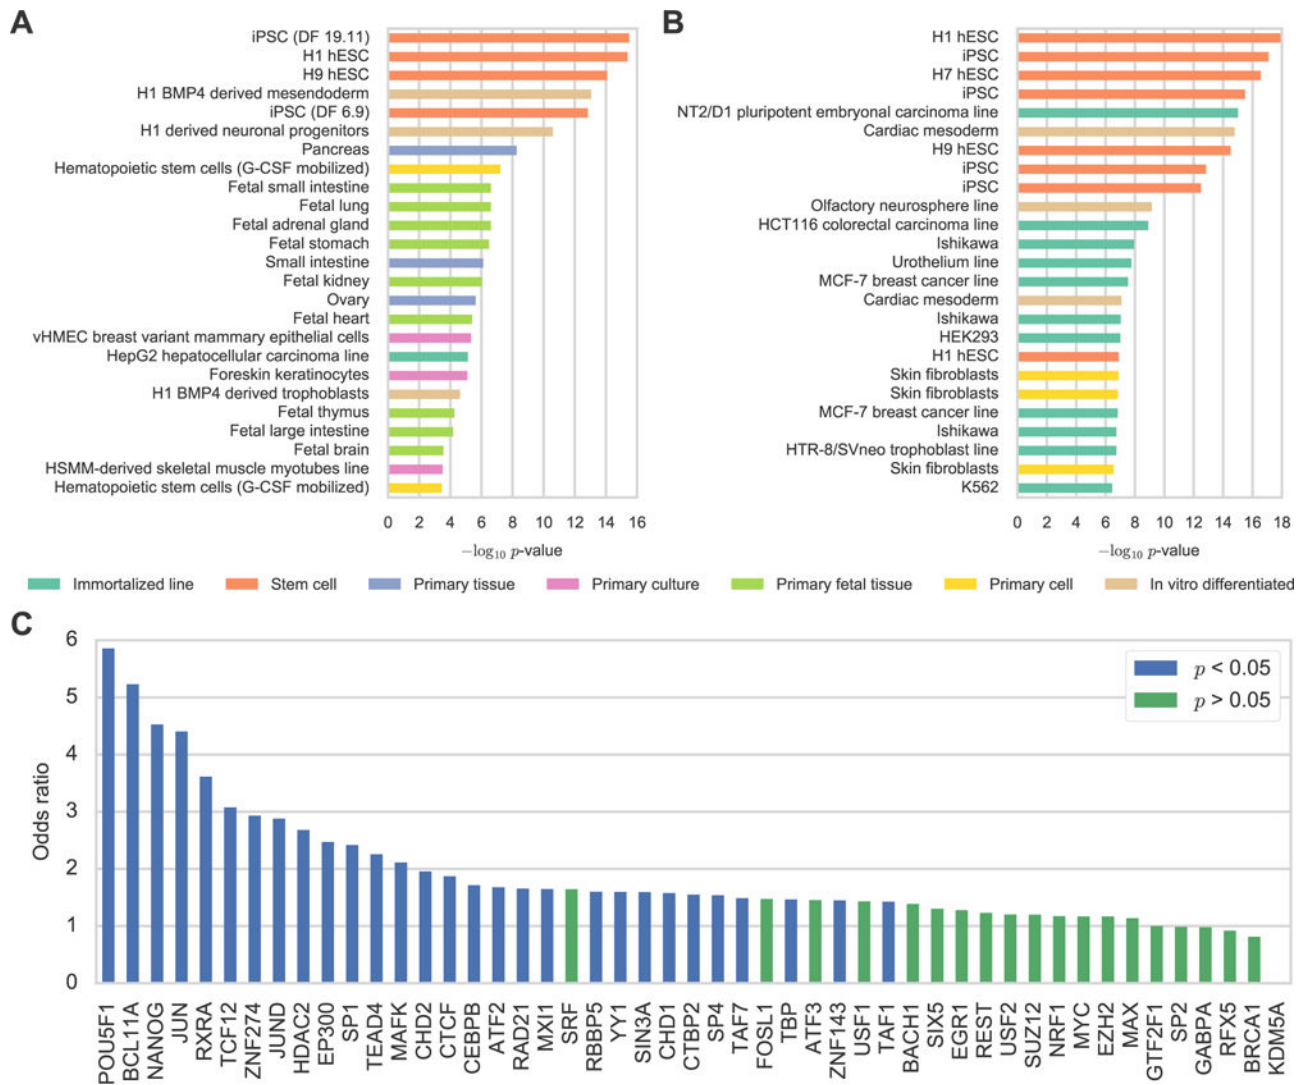 A
iPSC (DF 19.11)
H1 hESC
H9 hESC
H1 BMP4 derived mesendoderm
iPSC (DF 6.9)
H1 derived neuronal progenitors
Pancreas
Hematopoietic stem cells (G-CSF mobilized)
Fetal small intestine
Fetal lung
Fetal adrenal gland
Fetal stomach
Small intestine
Fetal kidney
Ovary
Fetal heart
vHMEC breast variant mammary epithelial cells
HepG2 hepatocellular carcinoma line
Foreskin keratinocytes
H1 BMP4 derived trophoblasts
Fetal thymus
Fetal large intestine
Fetal brain
HSMM-derived skeletal muscle myotubes line
Hematopoietic stem cells (G-CSF mobilized)
0 2 4 6 8 10 12 14 16
−log₁₀ p-value
B
H1 hESC
iPSC
H7 hESC
iPSC
NT2/D1 pluripotent embryonal carcinoma line
Cardiac mesoderm
H9 hESC
iPSC
iPSC
Olfactory neurosphere line
HCT116 colorectal carcinoma line
Ishikawa
Urothelium line
MCF-7 breast cancer line
Cardiac mesoderm
Ishikawa
HEK293
H1 hESC
Skin fibroblasts
Skin fibroblasts
MCF-7 breast cancer line
Ishikawa
HTR-8/SVneo trophoblast line
Skin fibroblasts
K562
0 2 4 6 8 10 12 14 16 18
−log₁₀ p-value
Immortalized line Stem cell Primary tissue Primary culture Primary fetal tissue Primary cell In vitro differentiated
C
Odds ratio
6
5
4
3
2
1
0
p < 0.05
p > 0.05
POU5F1
BCL11A
NANOG
JUN
RXRA
TCF12
ZNF274
JUND
HDAC2
EP300
SP1
TEAD4
MAFK
CHD2
CTCF
CEBPB
ATF2
RAD21
MXI1
SRF
RBBP5
YY1
SIN3A
CHD1
CTBP2
SP4
TAF7
FOSL1
TBP
ATF3
ZNF143
USF1
TAF1
BACH1
SIX5
EGR1
REST
USF2
SUZ12
NRF1
MYC
EZH2
MAX
GTF2F1
SP2
GABPA
RFX5
BRCA1
KDM5A